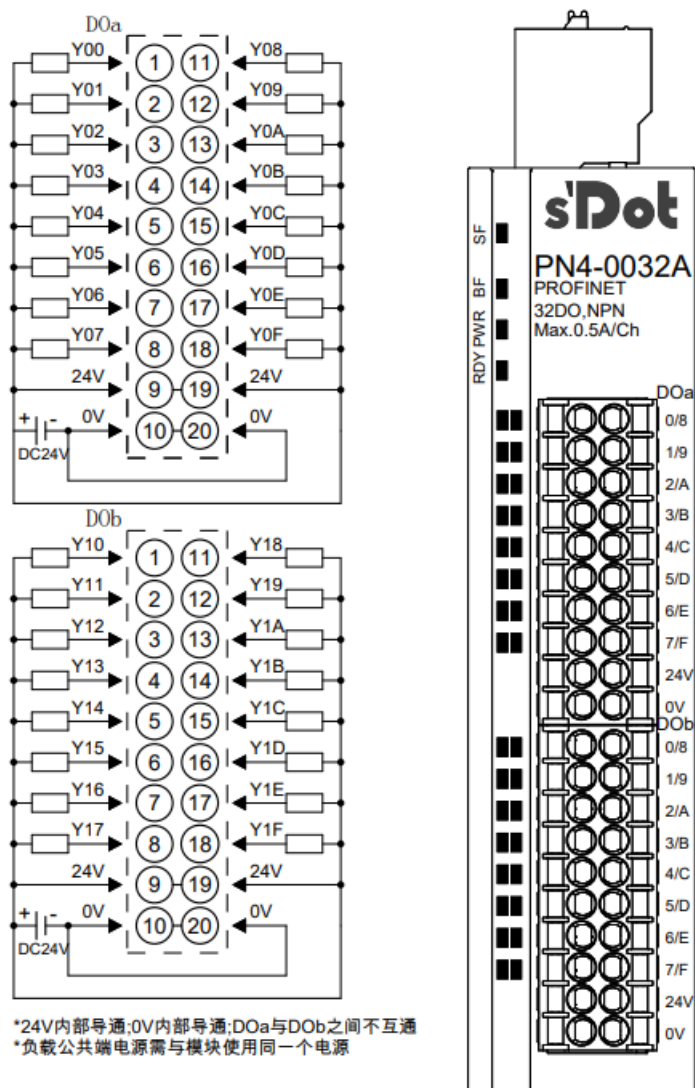 DOa
Y00 1 11 Y08
Y01 2 12 Y09
Y02 3 13 Y0A
Y03 4 14 Y0B
Y04 5 15 Y0C
Y05 6 16 Y0D
Y06 7 17 Y0E
Y07 8 18 Y0F
24V 9 19 24V
+ - 0V 10 20 0V
DC24V
DOb
Y10 1 11 Y18
Y11 2 12 Y19
Y12 3 13 Y1A
Y13 4 14 Y1B
Y14 5 15 Y1C
Y15 6 16 Y1D
Y16 7 17 Y1E
Y17 8 18 Y1F
24V 9 19 24V
+ - 0V 10 20 0V
DC24V
*24V内部导通;0V内部导通;DOa与DOb之间不互通
*负载公共端电源需与模块使用同一个电源
s'Dot
PN4-0032A
PROFINET
32DO,NPN
Max.0.5A/Ch
SF
BF
PWR
RDY
DOa
0/8
1/9
2/A
3/B
4/C
5/D
6/E
7/F
24V
0V
DOb
0/8
1/9
2/A
3/B
4/C
5/D
6/E
7/F
24V
0V